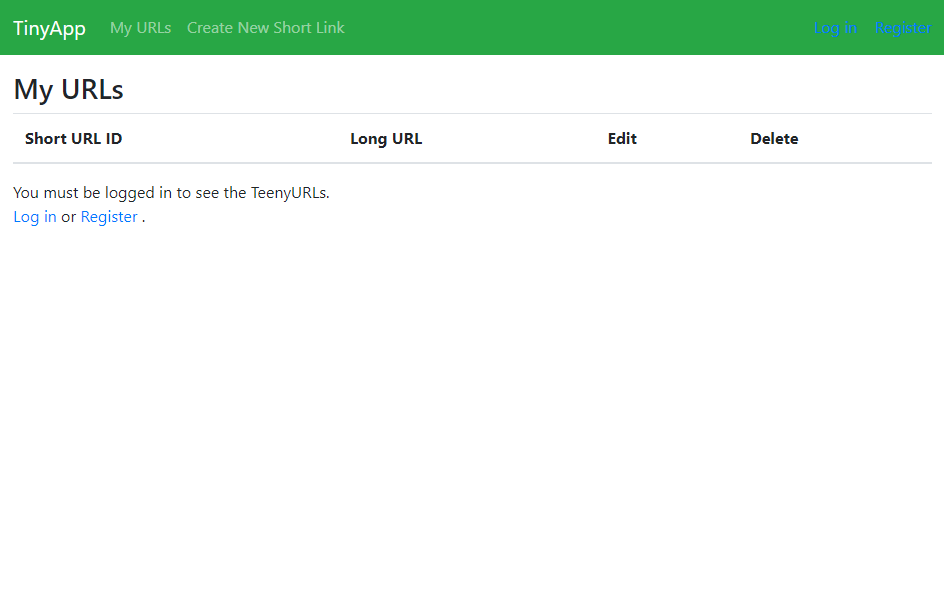 TinyApp My URLs Create New Short Link Log in Register
My URLs
Short URL ID Long URL Edit Delete
You must be logged in to see the TeenyURLs.
Log in or Register .